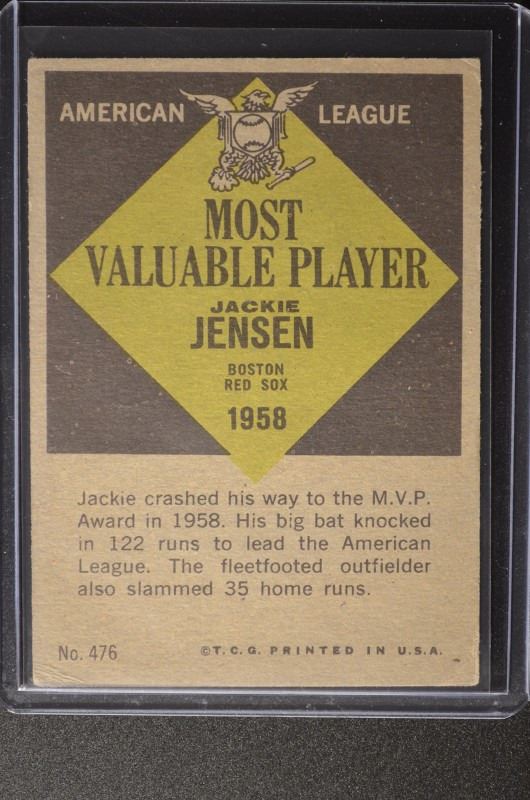 AMERICAN LEAGUE
MOST
VALUABLE PLAYER
JACKIE
JENSEN
BOSTON
RED SOX
1958
Jackie crashed his way to the M.V.P.
Award in 1958. His big bat knocked
in 122 runs to lead the American
League. The fleetfooted outfielder
also slammed 35 home runs.
No. 476 ©T.C.G. PRINTED IN U.S.A.